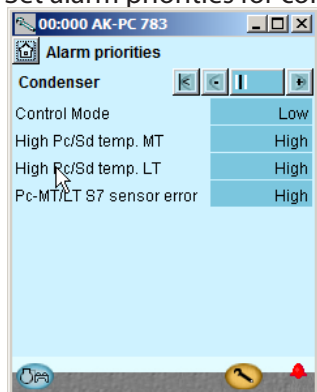 Set alarm priorities for co
00:000 AK-PC 783
Alarm priorities
Condenser
Control Mode Low
High Pc/Sd temp. MT High
High Pc/Sd temp. LT High
Pc-MT/LT S7 sensor error High